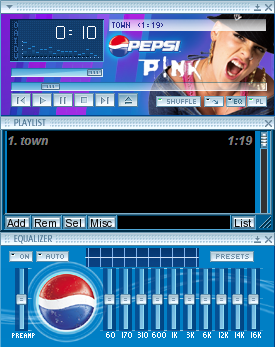 TOWN <1:19>
0:10
PEPSI
P!NK
SHUFFLE
EQ
PL
PLAYLIST
1. town 1:19
Add Rem Sel Misc List
EQUALIZER
ON AUTO PRESETS
PREAMP 60 170 310 600 1K 3K 6K 12K 14K 16K